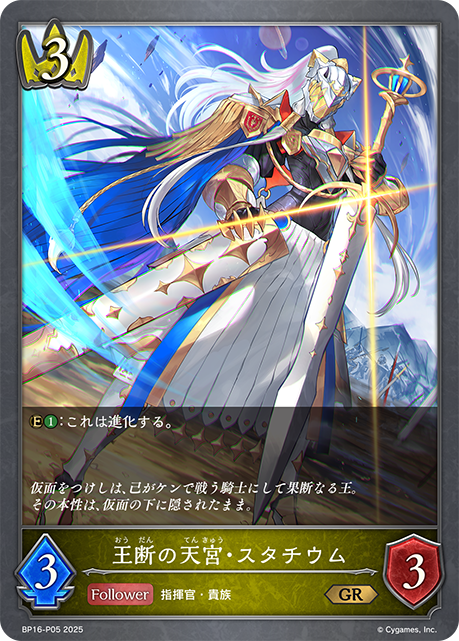 3
E 1：これは進化する。
仮面をつけしは、己がケンで戦う騎士にして果断なる王。
その本性は、仮面の下に隠されたまま。
おう だん てんきゅう
王断の天宮・スタチウム
3
Follower 指揮官・貴族
GR
3
BP16-P05 2025
© Cygames, Inc.